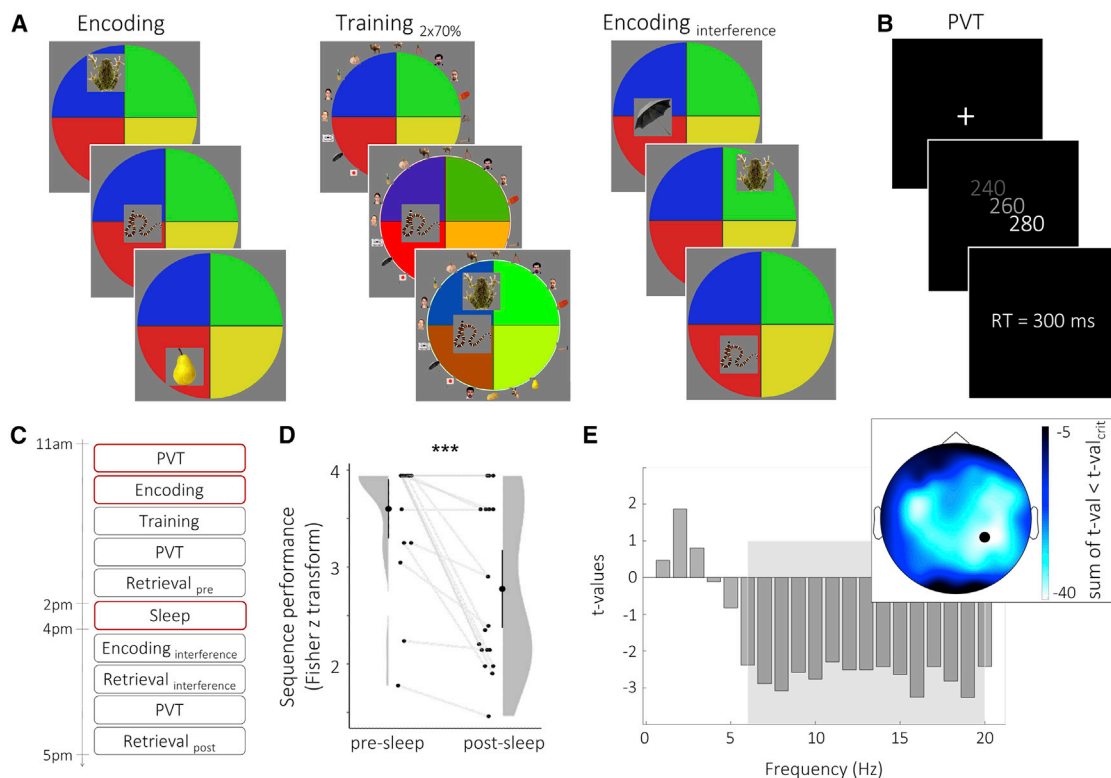 A
Encoding
Training 2x70%
Encoding interference
B
PVT
240
260
280
RT = 300 ms
C
11am
PVT
Encoding
Training
PVT
Retrieval pre
2pm
Sleep
4pm
Encoding interference
Retrieval interference
PVT
Retrieval post
5pm
D
***
Sequence performance
(Fisher z transform)
4
3
2
pre-sleep
post-sleep
E
t-values
2
1
0
-1
-2
-3
0
5
10
15
20
Frequency (Hz)
-5
-40
sum of t-val < t-val crit